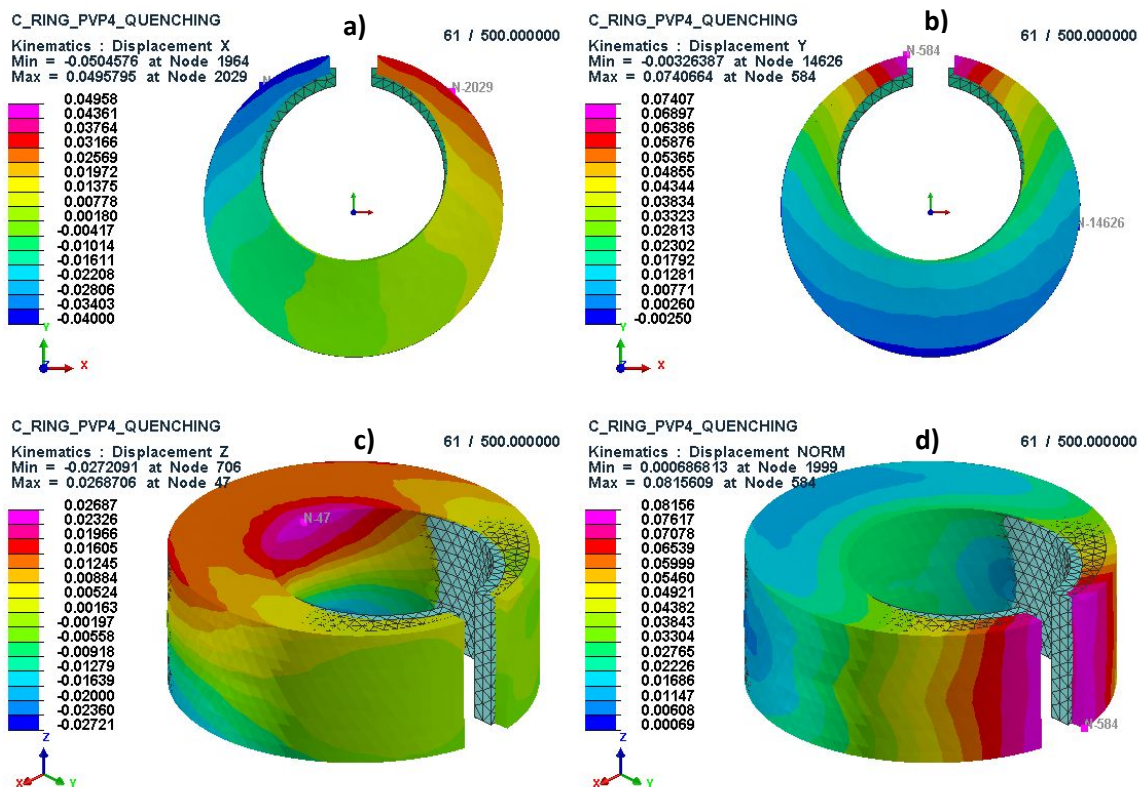 C_RING_PVP4_QUENCHING
a)
61 / 500.000000
Kinematics : Displacement X
Min = -0.0504576 at Node 1964
Max = 0.0495795 at Node 2029
N-2029
0.04958
0.04361
0.03764
0.03166
0.02569
0.01972
0.01375
0.00778
0.00180
-0.00417
-0.01014
-0.01611
-0.02208
-0.02806
-0.03403
-0.04000
Y
Z
X
C_RING_PVP4_QUENCHING
b)
61 / 500.000000
Kinematics : Displacement Y
Min = -0.00326387 at Node 14626
Max = 0.0740664 at Node 584
N-584
N-14626
0.07407
0.06897
0.06386
0.05876
0.05365
0.04855
0.04344
0.03834
0.03323
0.02813
0.02302
0.01792
0.01281
0.00771
0.00260
-0.00250
Y
Z
X
C_RING_PVP4_QUENCHING
c)
61 / 500.000000
Kinematics : Displacement Z
Min = -0.0272091 at Node 706
Max = 0.0268706 at Node 47
N-47
0.02687
0.02326
0.01966
0.01605
0.01245
0.00884
0.00524
0.00163
-0.00197
-0.00558
-0.00918
-0.01279
-0.01639
-0.02000
-0.02360
-0.02721
Z
X
Y
C_RING_PVP4_QUENCHING
d)
61 / 500.000000
Kinematics : Displacement NORM
Min = 0.000686813 at Node 1999
Max = 0.0815609 at Node 584
0.08156
0.07617
0.07078
0.06539
0.05999
0.05460
0.04921
0.04382
0.03843
0.03304
0.02765
0.02226
0.01686
0.01147
0.00608
0.00069
N-584
Z
X
Y